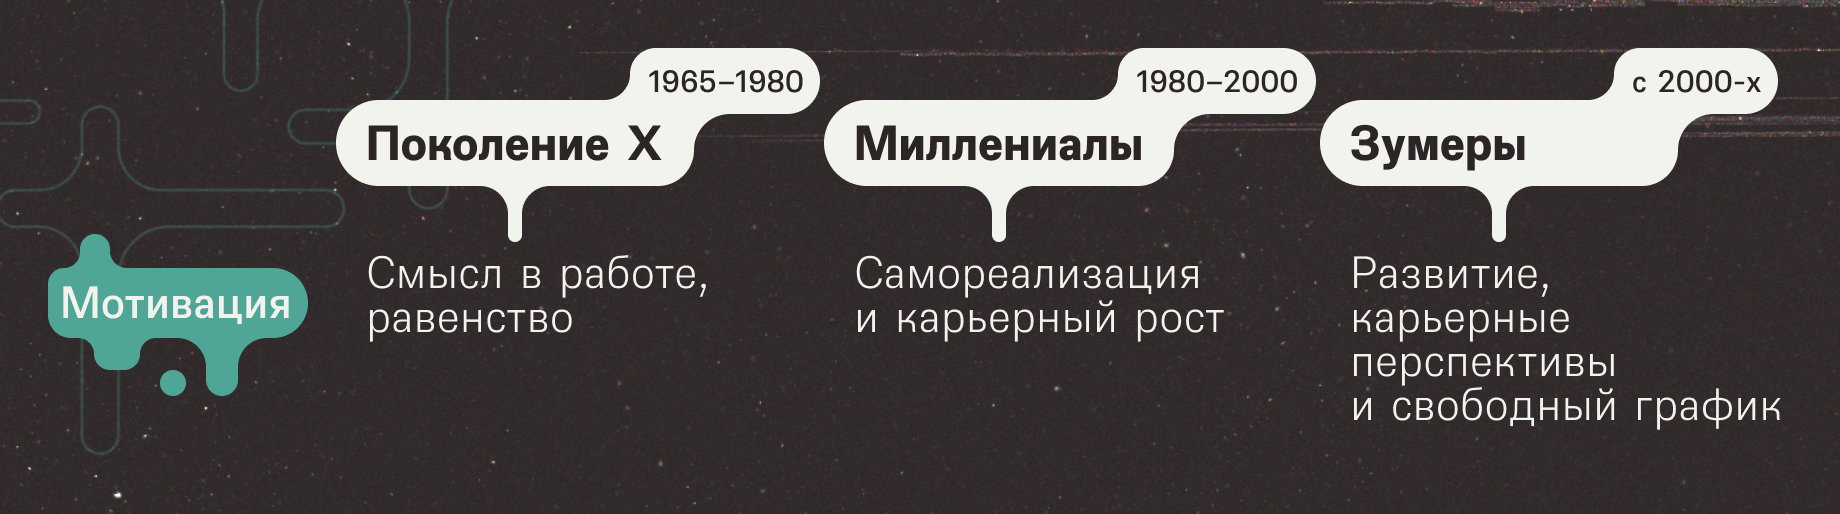 1965–1980
Поколение X
1980–2000
Миллениалы
с 2000-х
Зумеры
Мотивация
Смысл в работе,
равенство
Самореализация
и карьерный рост
Развитие,
карьерные
перспективы
и свободный график